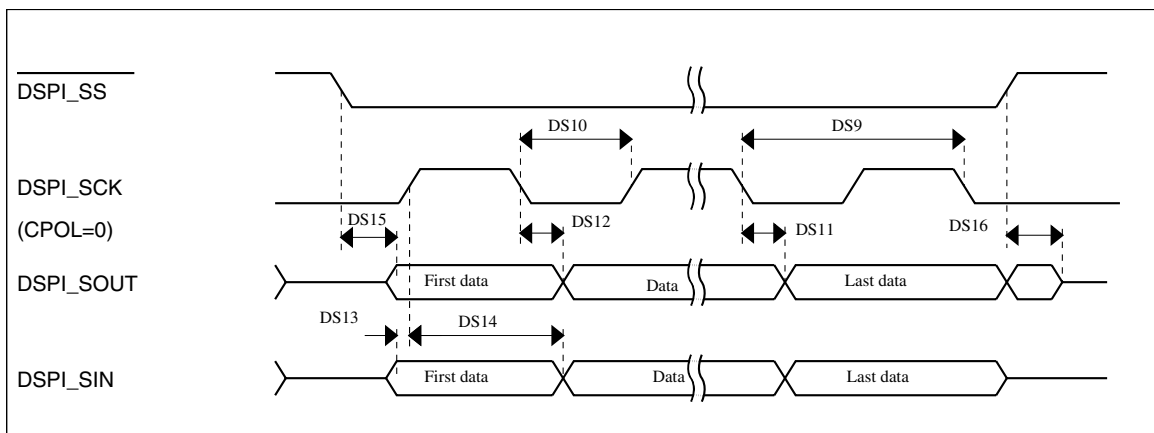 DSPI_SS
DS10
DS9
DSPI_SCK
(CPOL=0)
DS15
DS12
DS11
DS16
DSPI_SOUT
First data
Data
Last data
DS13
DS14
DSPI_SIN
First data
Data
Last data